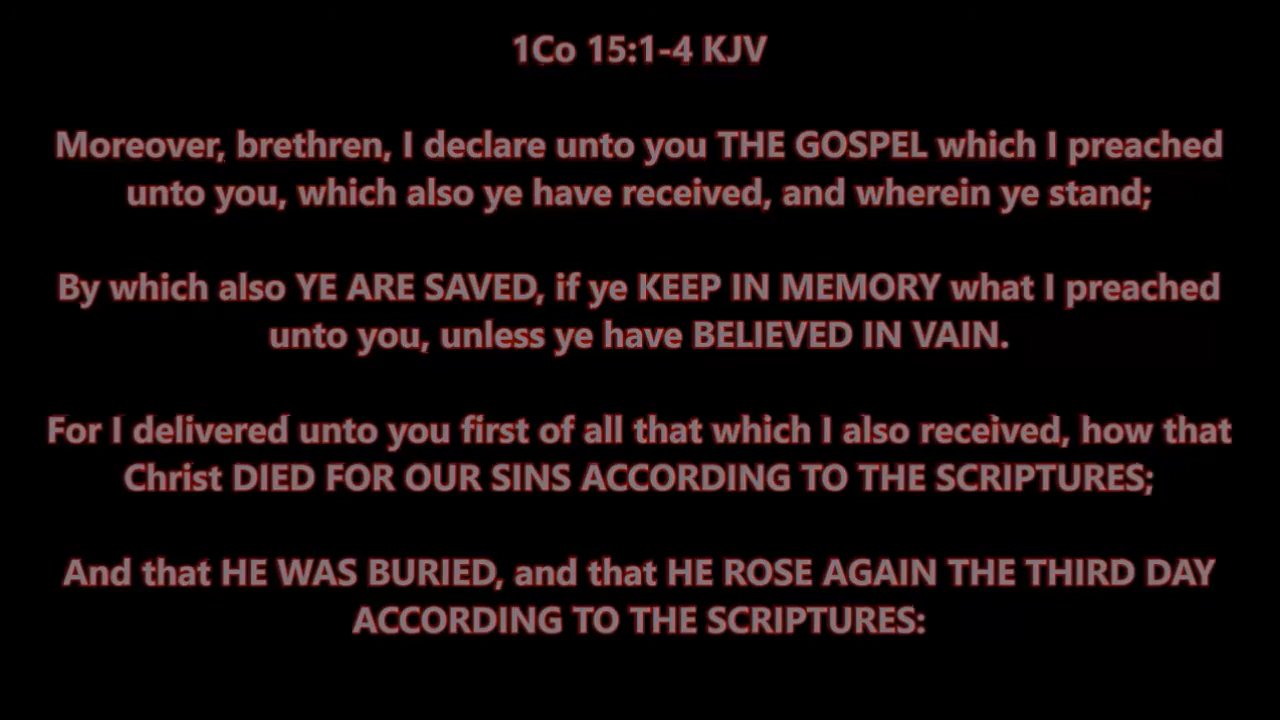 1Co 15:1-4 KJV
Moreover, brethren, I declare unto you THE GOSPEL which I preached
unto you, which also ye have received, and wherein ye stand;
By which also YE ARE SAVED, if ye KEEP IN MEMORY what I preached
unto you, unless ye have BELIEVED IN VAIN.
For I delivered unto you first of all that which I also received, how that
Christ DIED FOR OUR SINS ACCORDING TO THE SCRIPTURES;
And that HE WAS BURIED, and that HE ROSE AGAIN THE THIRD DAY
ACCORDING TO THE SCRIPTURES: